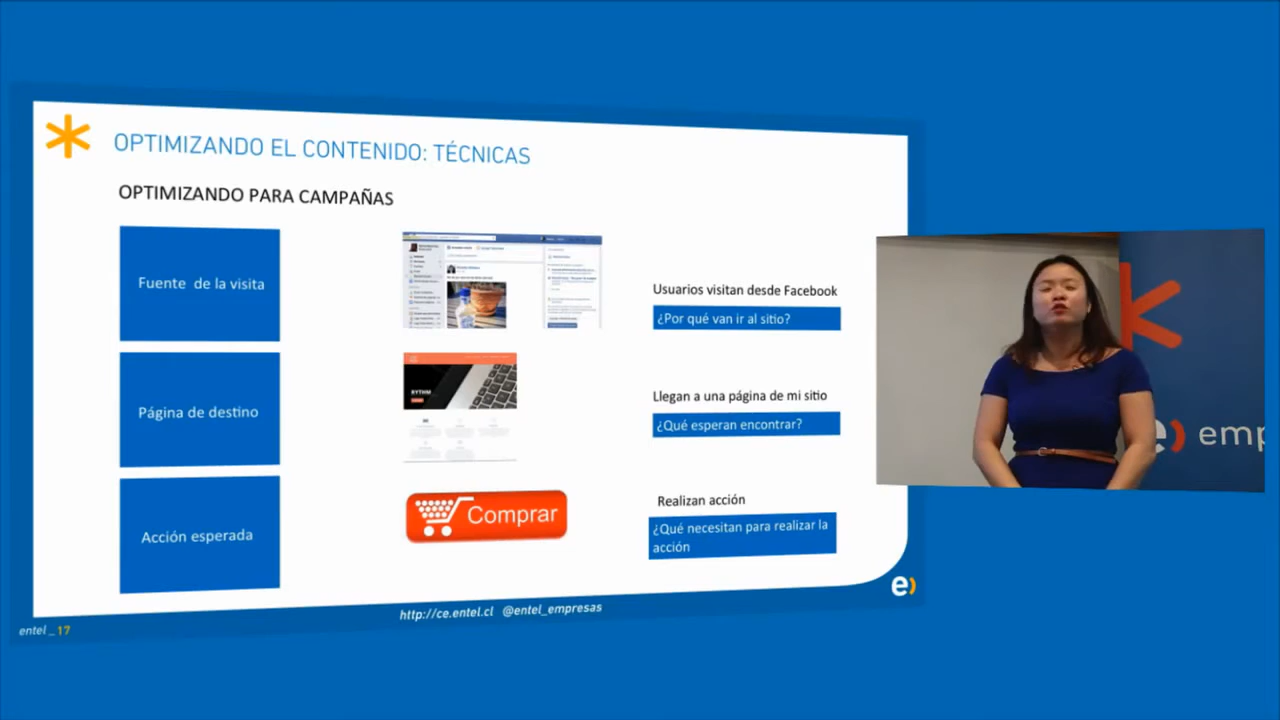 OPTIMIZANDO EL CONTENIDO: TÉCNICAS
OPTIMIZANDO PARA CAMPAÑAS
Fuente de la visita
Usuarios visitan desde Facebook
¿Por qué van ir al sitio?
Página de destino
RYTHM
Llegan a una página de mi sitio
¿Qué esperan encontrar?
Acción esperada
Comprar
Realizan acción
¿Qué necesitan para realizar la
acción
http://ce.entel.cl @entel_empresas
e)
entel _ 17
e) emp